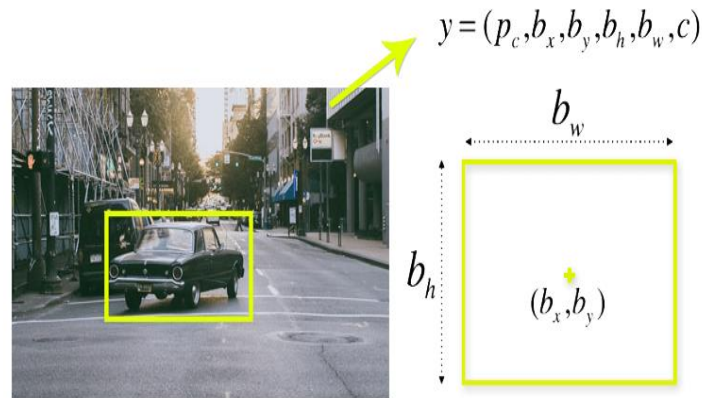 y = (p_c, b_x, b_y, b_h, b_w, c)
b_w
b_h
(b_x, b_y)